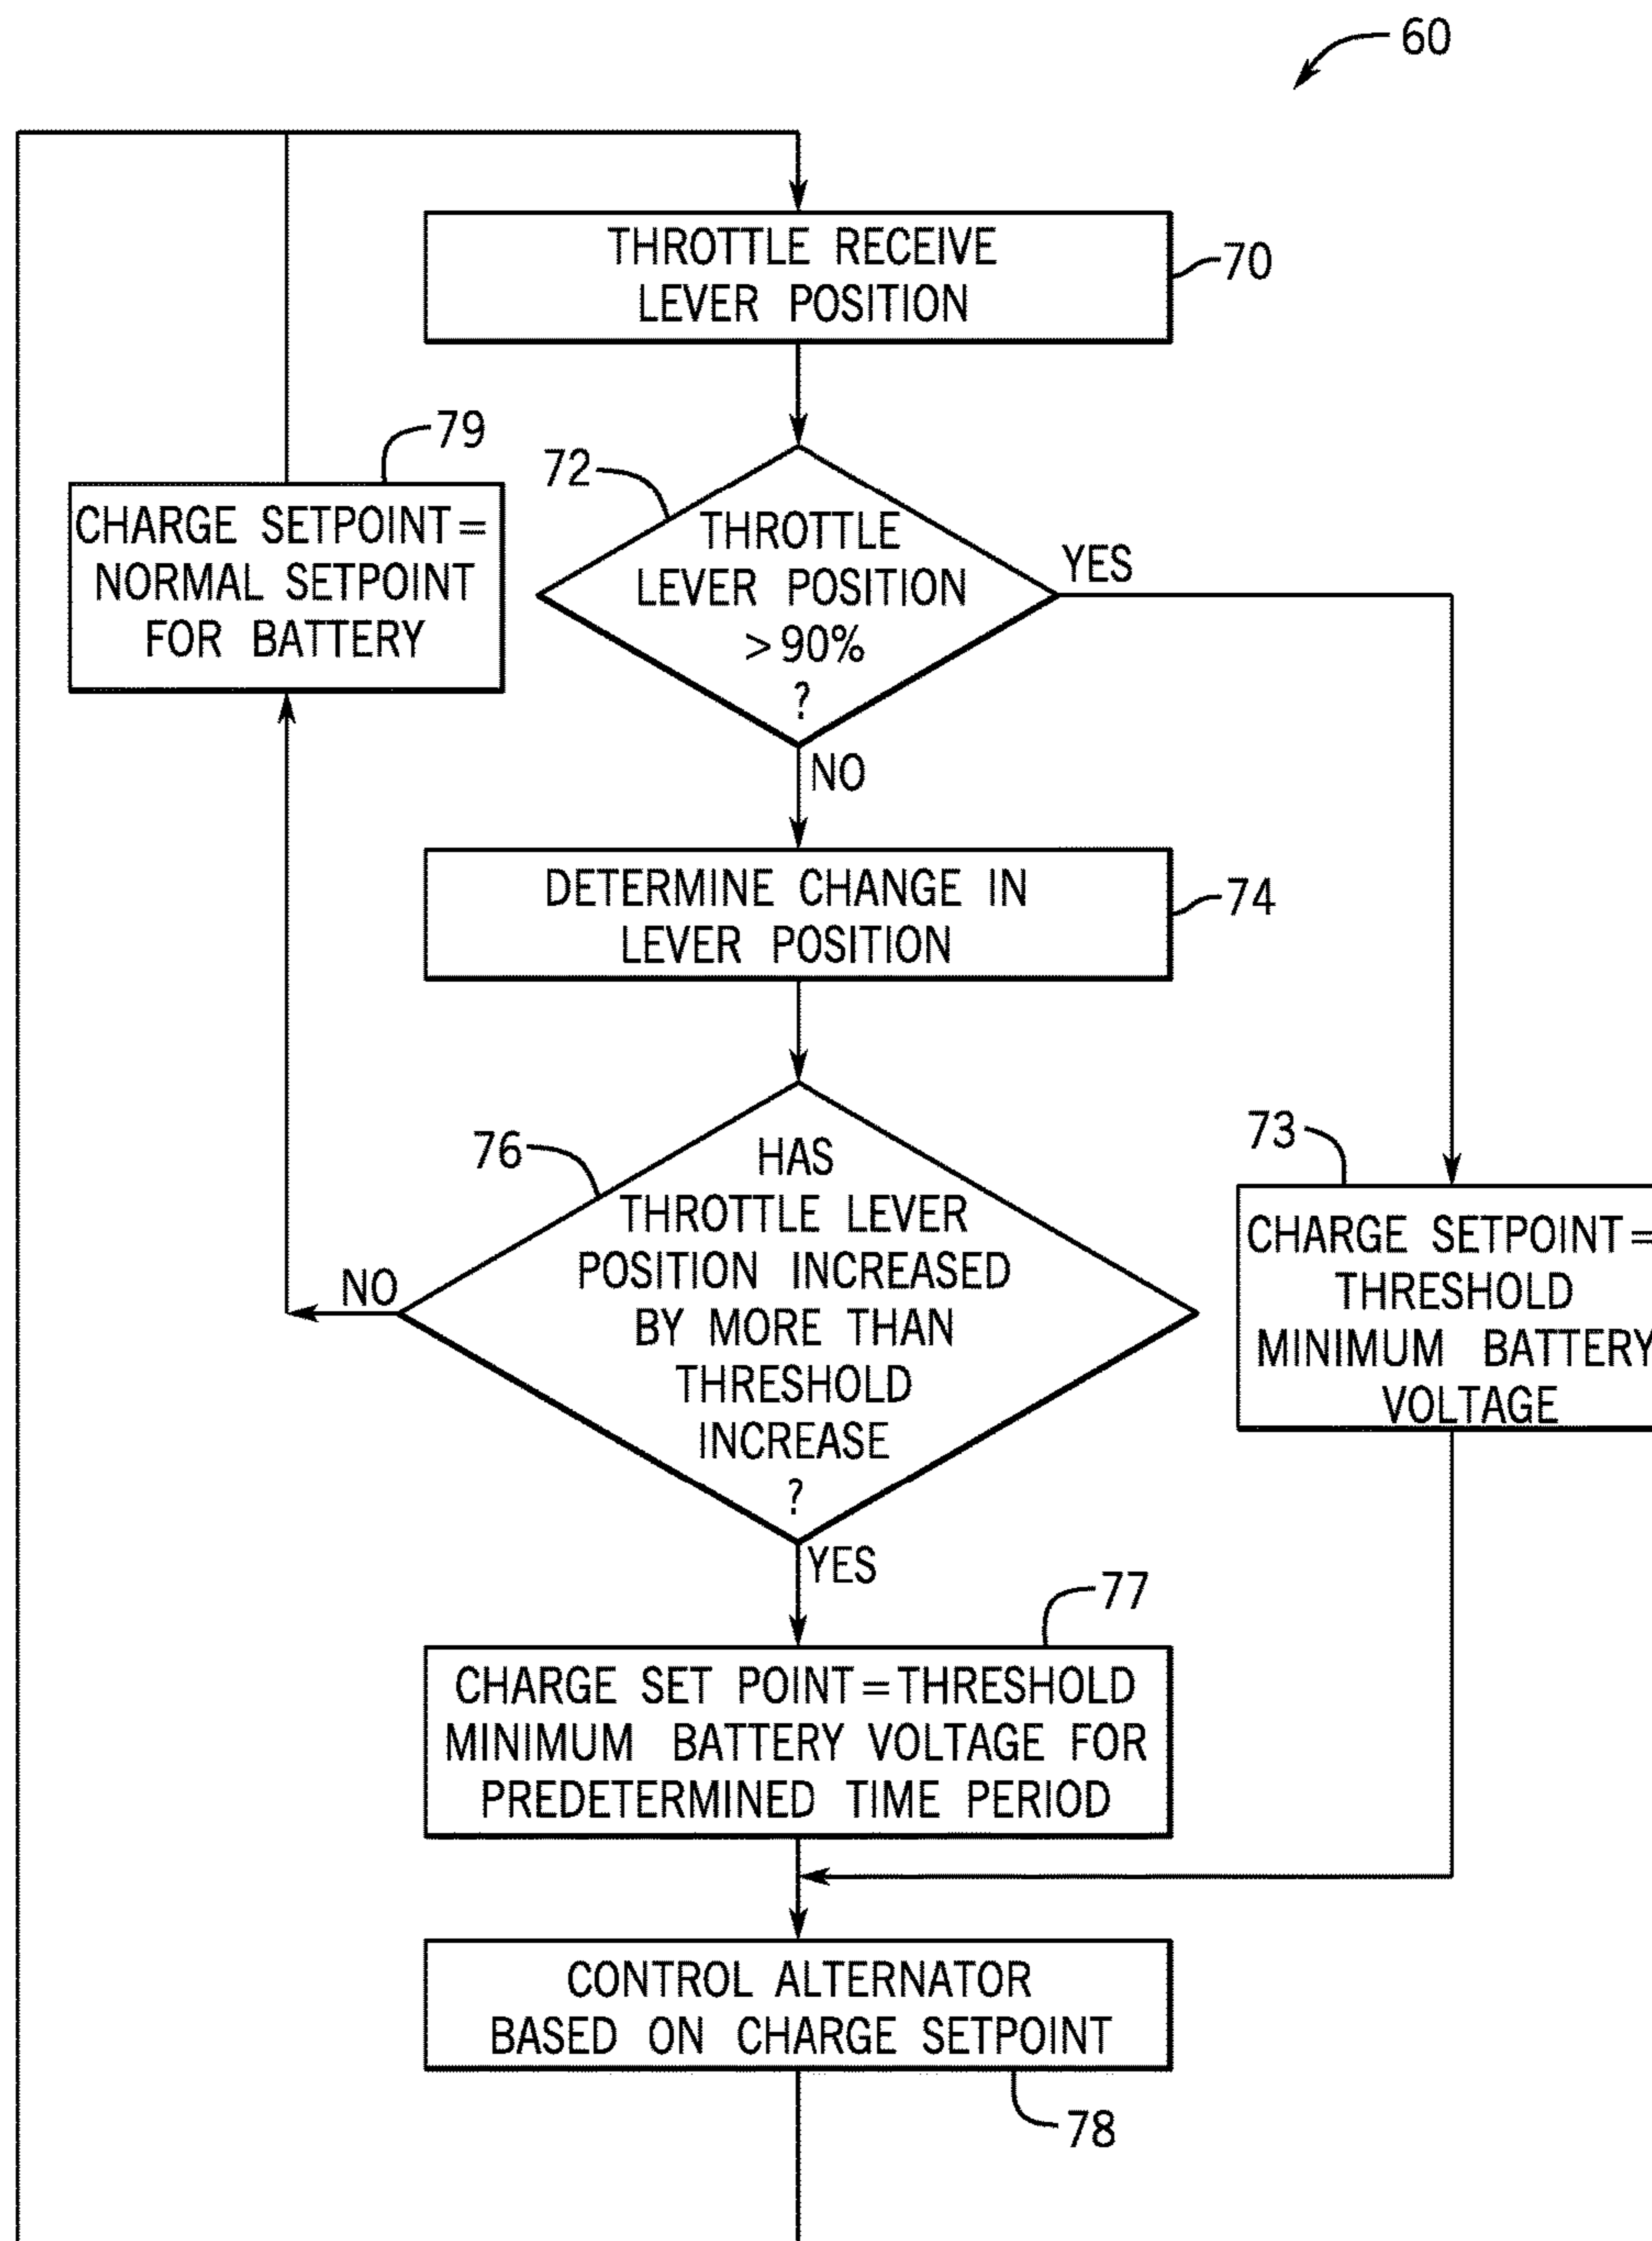 60
THROTTLE RECEIVE
LEVER POSITION
70
79
CHARGE SETPOINT=
NORMAL SETPOINT
FOR BATTERY
72
THROTTLE
LEVER POSITION
>90%
?
YES
NO
DETERMINE CHANGE IN
LEVER POSITION
74
76
HAS
THROTTLE LEVER
POSITION INCREASED
BY MORE THAN
THRESHOLD
INCREASE
?
NO
YES
73
CHARGE SETPOINT=
THRESHOLD
MINIMUM BATTERY
VOLTAGE
77
CHARGE SET POINT=THRESHOLD
MINIMUM BATTERY VOLTAGE FOR
PREDETERMINED TIME PERIOD
CONTROL ALTERNATOR
BASED ON CHARGE SETPOINT
78